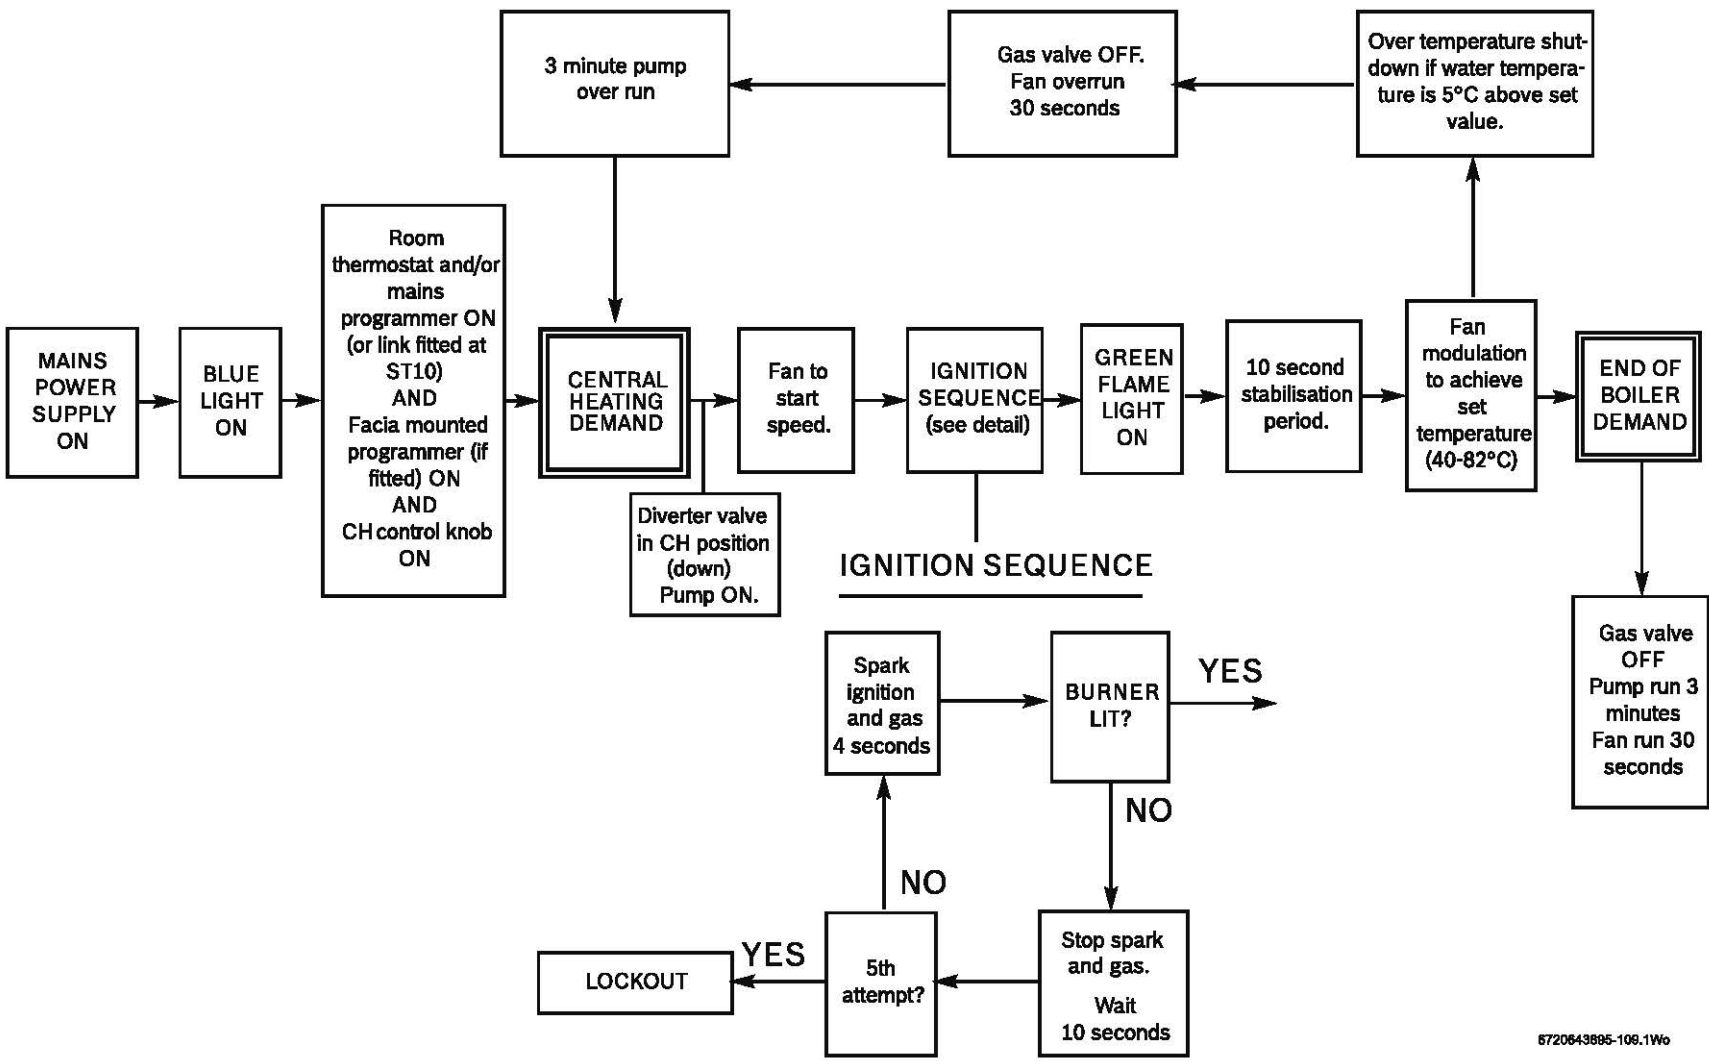 3 minute pump
over run
Gas valve OFF.
Fan overrun
30 seconds
Over temperature shut-
down if water tempera-
ture is 5°C above set
value.
MAINS
POWER
SUPPLY
ON
BLUE
LIGHT
ON
Room
thermostat and/or
mains
programmer ON
(or link fitted at
ST10)
AND
Facia mounted
programmer (if
fitted) ON
AND
CH control knob
ON
CENTRAL
HEATING
DEMAND
Diverter valve
in CH position
(down)
Pump ON.
Fan to
start
speed.
IGNITION
SEQUENCE
(see detail)
GREEN
FLAME
LIGHT
ON
10 second
stabilisation
period.
Fan
modulation
to achieve
set
temperature
(40-82°C)
END OF
BOILER
DEMAND
Gas valve
OFF
Pump run 3
minutes
Fan run 30
seconds
IGNITION SEQUENCE
Spark
ignition
and gas
4 seconds
BURNER
LIT?
YES
NO
Stop spark
and gas.
Wait
10 seconds
5th
attempt?
NO
YES
LOCKOUT
6720643895-109.1Wo